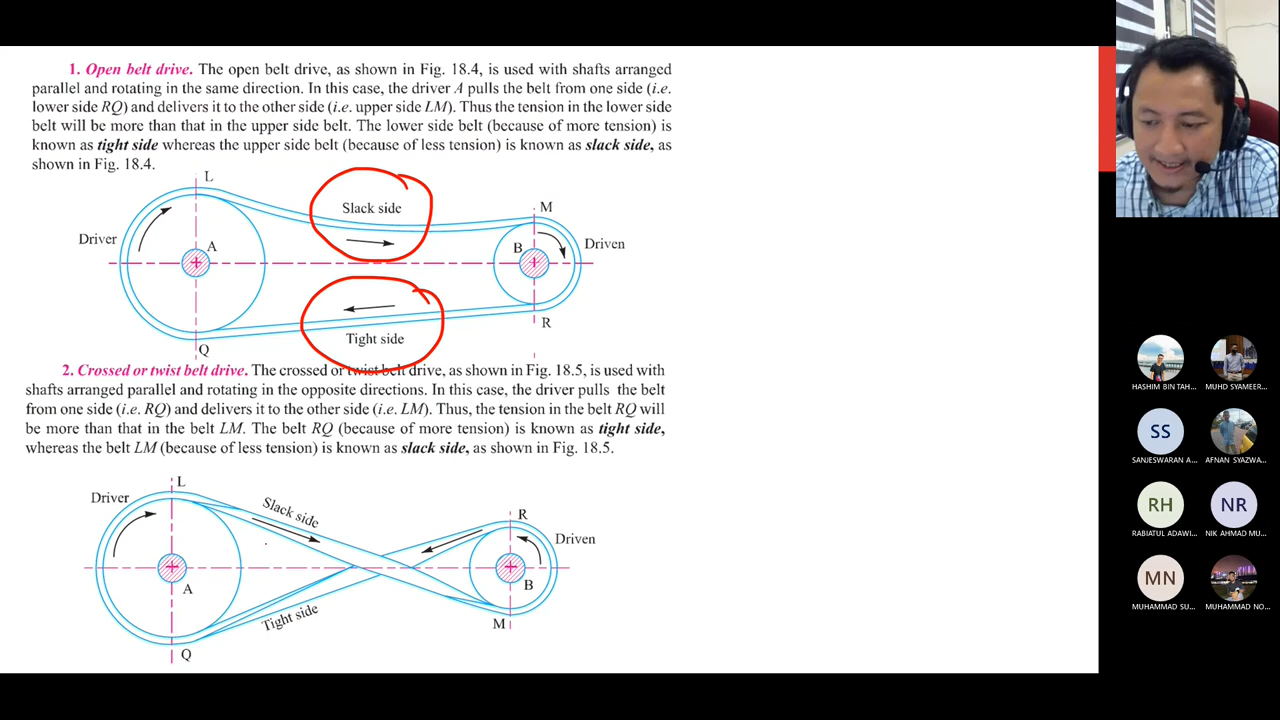 1. Open belt drive. The open belt drive, as shown in Fig. 18.4, is used with shafts arranged
parallel and rotating in the same direction. In this case, the driver A pulls the belt from one side (i.e.
lower side RQ) and delivers it to the other side (i.e. upper side LM). Thus the tension in the lower side
belt will be more than that in the upper side belt. The lower side belt (because of more tension) is
known as tight side whereas the upper side belt (because of less tension) is known as slack side, as
shown in Fig. 18.4.
L
Slack side
M
Driver
A
B
Driven
Tight side
R
Q
2. Crossed or twist belt drive. The crossed or twist belt drive, as shown in Fig. 18.5, is used with
shafts arranged parallel and rotating in the opposite directions. In this case, the driver pulls the belt
from one side (i.e. RQ) and delivers it to the other side (i.e. LM). Thus, the tension in the belt RQ will
be more than that in the belt LM. The belt RQ (because of more tension) is known as tight side,
whereas the belt LM (because of less tension) is known as slack side, as shown in Fig. 18.5.
L
Driver
Slack side
R
Driven
A
B
Tight side
M
Q
HASHIM BIN TAH...
MUHD SYAMEER...
SS
SANJESWARAN A...
AFNAN SYAZWA...
RH
NR
RABIATUL ADAWI...
NIK AHMAD MU...
MN
MUHAMMAD SU...
MUHAMMAD NO...